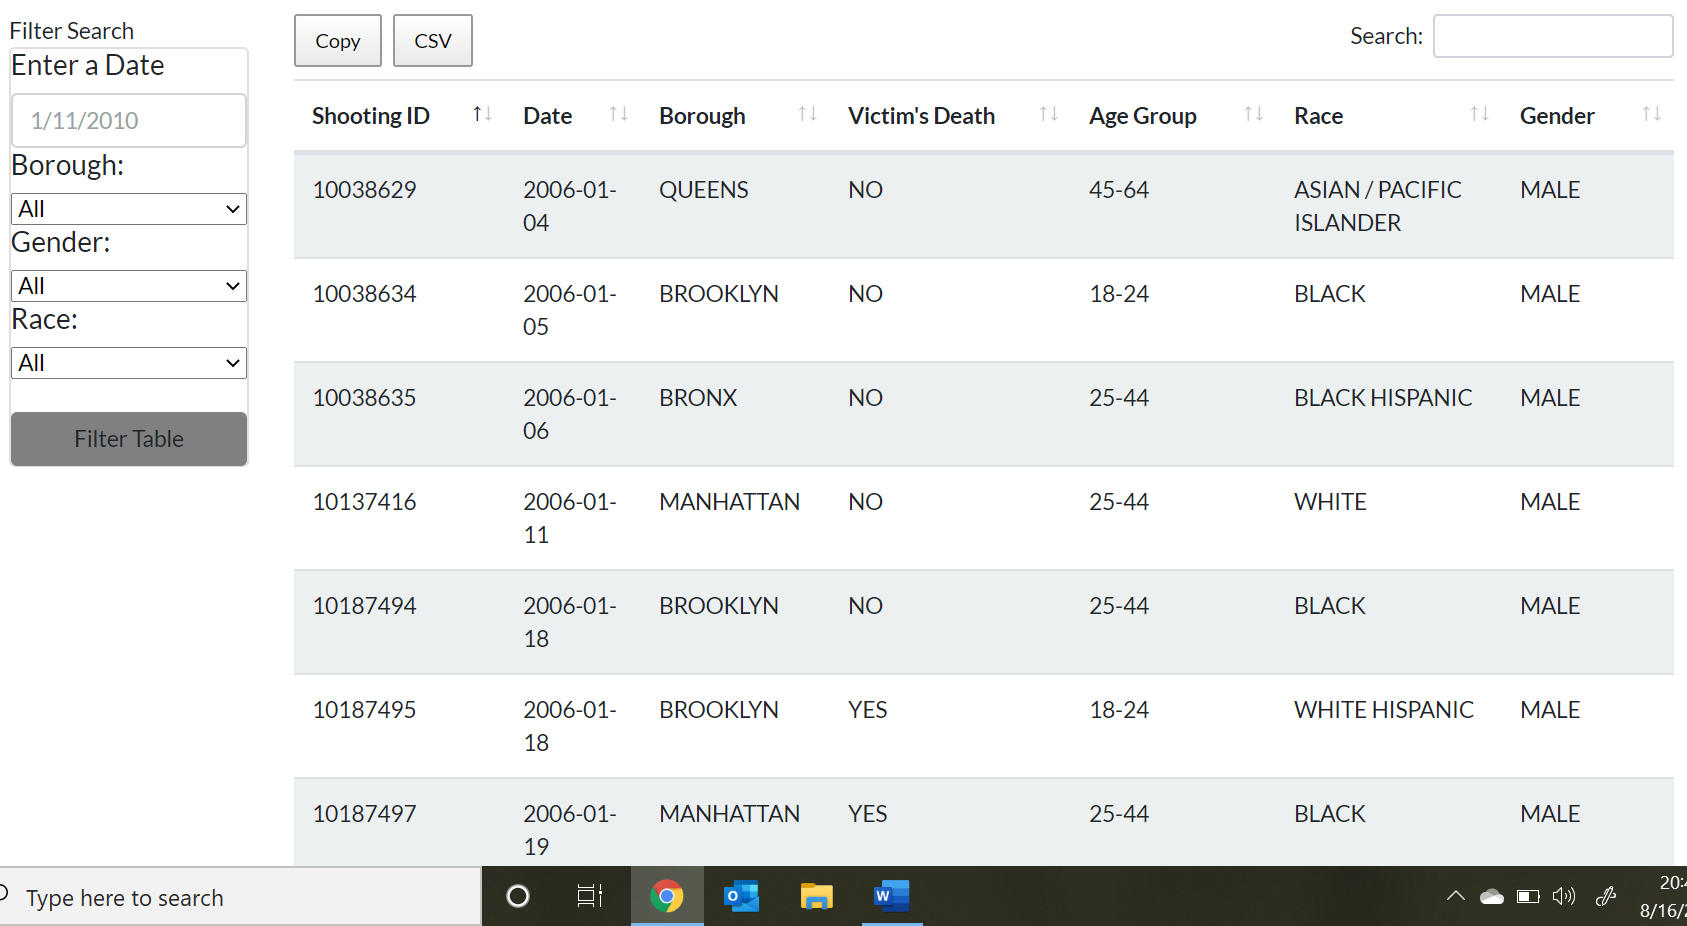 Filter Search
Enter a Date
1/11/2010
Borough:
All
Gender:
All
Race:
All
Filter Table
Copy CSV Search:
Shooting ID Date Borough Victim's Death Age Group Race Gender
10038629 2006-01- QUEENS NO 45-64 ASIAN / PACIFIC MALE
04 ISLANDER
10038634 2006-01- BROOKLYN NO 18-24 BLACK MALE
05
10038635 2006-01- BRONX NO 25-44 BLACK HISPANIC MALE
06
10137416 2006-01- MANHATTAN NO 25-44 WHITE MALE
11
10187494 2006-01- BROOKLYN NO 25-44 BLACK MALE
18
10187495 2006-01- BROOKLYN YES 18-24 WHITE HISPANIC MALE
18
10187497 2006-01- MANHATTAN YES 25-44 BLACK MALE
19
Type here to search
20:
8/16/